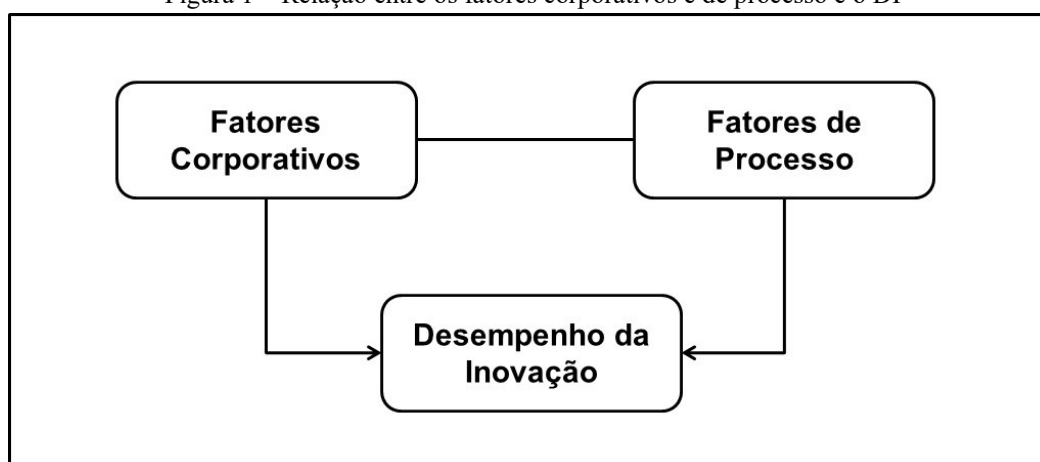 Figura 1 – Relação entre os fatores corporativos e de processo e o DI
Fatores
Corporativos
Fatores de
Processo
Desempenho da
Inovação